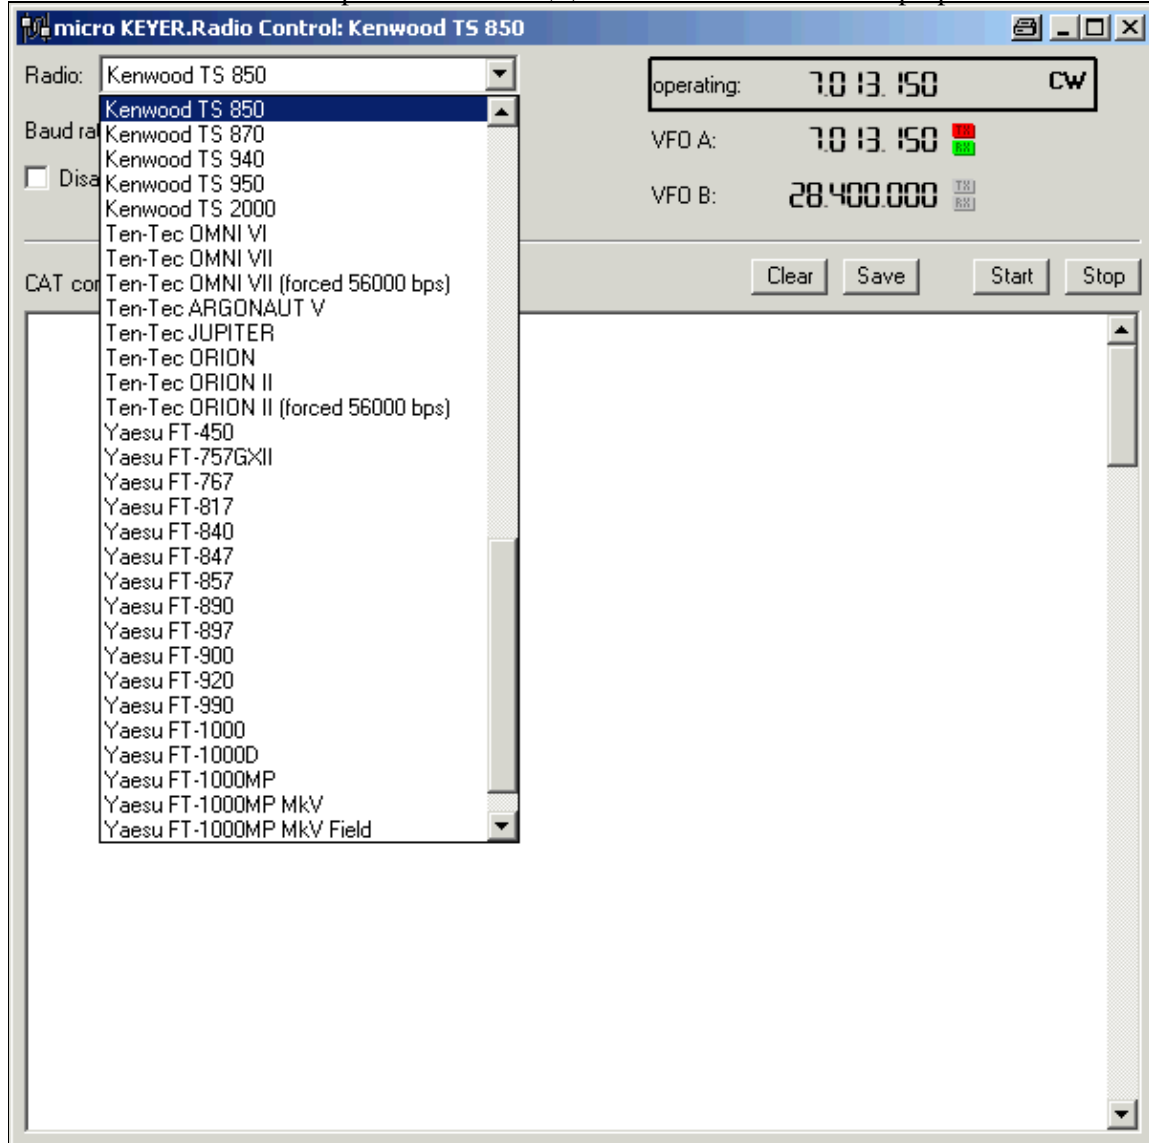 micro KEYER.Radio Control: Kenwood TS 850
Radio: Kenwood TS 850
operating: 7.013.150 CW
Baud ra
VFO A: 7.013.150 TX RX
Disa
VFO B: 28.400.000 TX RX
CAT co
Clear Save Start Stop
Kenwood TS 850
Kenwood TS 870
Kenwood TS 940
Kenwood TS 950
Kenwood TS 2000
Ten-Tec OMNI VI
Ten-Tec OMNI VII
Ten-Tec OMNI VII (forced 56000 bps)
Ten-Tec ARGONAUT V
Ten-Tec JUPITER
Ten-Tec ORION
Ten-Tec ORION II
Ten-Tec ORION II (forced 56000 bps)
Yaesu FT-450
Yaesu FT-757GXII
Yaesu FT-767
Yaesu FT-817
Yaesu FT-840
Yaesu FT-847
Yaesu FT-857
Yaesu FT-890
Yaesu FT-897
Yaesu FT-900
Yaesu FT-920
Yaesu FT-990
Yaesu FT-1000
Yaesu FT-1000D
Yaesu FT-1000MP
Yaesu FT-1000MP MkV
Yaesu FT-1000MP MkV Field